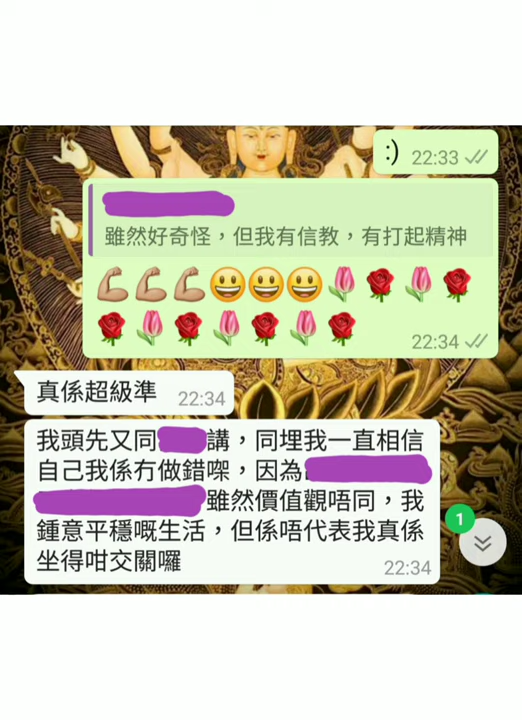 :) 22:33
雖然好奇怪，但我有信教，有打起精神
💪🏽💪🏽💪🏽😃😃😃🌷🌹🌷🌹
🌹🌷🌹🌷🌹🌷🌹
22:34
真係超級準 22:34
我頭先又同 講，同埋我一直相信
自己我係冇做錯㗎，因為
雖然價值觀唔同，我
鍾意平穩嘅生活，但係唔代表我真係
坐得咁交關囉
22:34
1